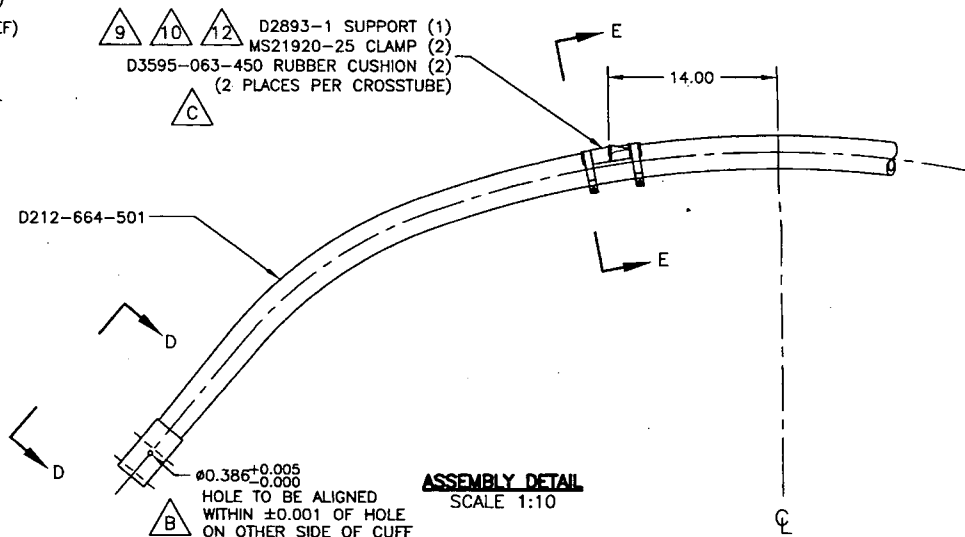 EF)
9 10 12 D2893-1 SUPPORT (1)
MS21920-25 CLAMP (2)
D3595-063-450 RUBBER CUSHION (2)
(2 PLACES PER CROSSTUBE)
C
E
14.00
D212-664-501
E
D
D
ø0.386 +0.005 -0.000
HOLE TO BE ALIGNED
WITHIN ±0.001 OF HOLE
ON OTHER SIDE OF CUFF
B
ASSEMBLY DETAIL
SCALE 1:10
℄